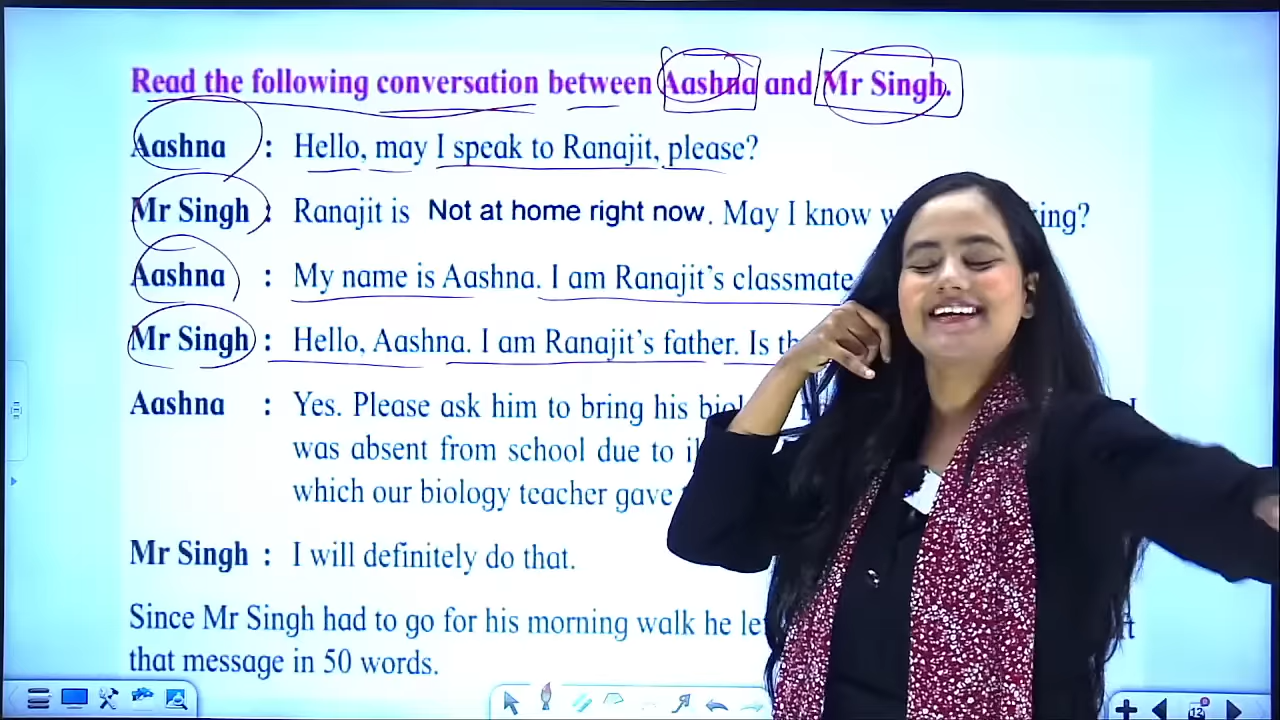 Read the following conversation between Aashna and Mr Singh.
Aashna : Hello, may I speak to Ranajit, please?
Mr Singh : Ranajit is Not at home right now. May I know
Aashna : My name is Aashna. I am Ranajit's classmate
Mr Singh : Hello, Aashna. I am Ranajit's father. Is
Aashna : Yes. Please ask him to bring his I
was absent from school due to
which our biology teacher gave
Mr Singh : I will definitely do that.
Since Mr Singh had to go for his morning walk he
that message in 50 words.
12